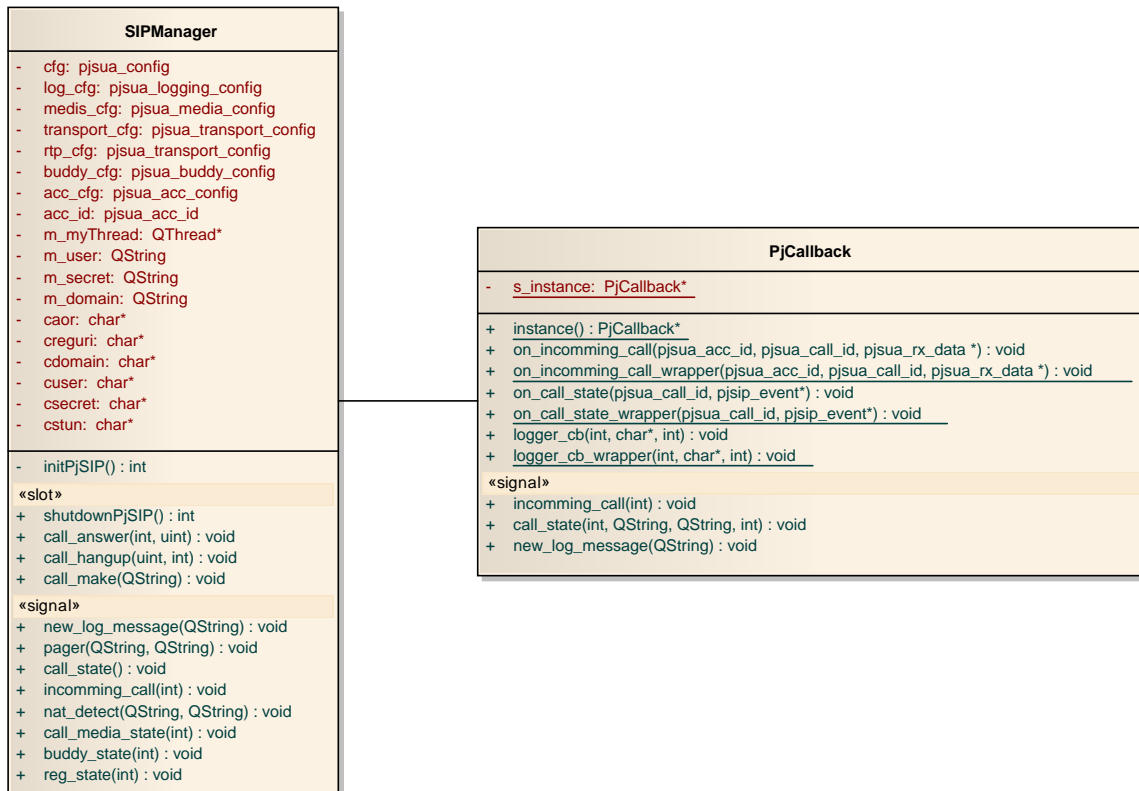 SIPManager
- cfg: pjsua_config
- log_cfg: pjsua_logging_config
- medis_cfg: pjsua_media_config
- transport_cfg: pjsua_transport_config
- rtp_cfg: pjsua_transport_config
- buddy_cfg: pjsua_buddy_config
- acc_cfg: pjsua_acc_config
- acc_id: pjsua_acc_id
- m_myThread: QThread*
- m_user: QString
- m_secret: QString
- m_domain: QString
- caor: char*
- creguri: char*
- cdomain: char*
- cuser: char*
- csecret: char*
- cstun: char*
- initPjSIP() : int
«slot»
+ shutdownPjSIP() : int
+ call_answer(int, uint) : void
+ call_hangup(uint, int) : void
+ call_make(QString) : void
«signal»
+ new_log_message(QString) : void
+ pager(QString, QString) : void
+ call_state() : void
+ incomming_call(int) : void
+ nat_detect(QString, QString) : void
+ call_media_state(int) : void
+ buddy_state(int) : void
+ reg_state(int) : void
PjCallback
- s_instance: PjCallback*
+ instance() : PjCallback*
+ on_incomming_call(pjsua_acc_id, pjsua_call_id, pjsua_rx_data *) : void
+ on_incomming_call_wrapper(pjsua_acc_id, pjsua_call_id, pjsua_rx_data *) : void
+ on_call_state(pjsua_call_id, pjsip_event*) : void
+ on_call_state_wrapper(pjsua_call_id, pjsip_event*) : void
+ logger_cb(int, char*, int) : void
+ logger_cb_wrapper(int, char*, int) : void
«signal»
+ incomming_call(int) : void
+ call_state(int, QString, QString, int) : void
+ new_log_message(QString) : void